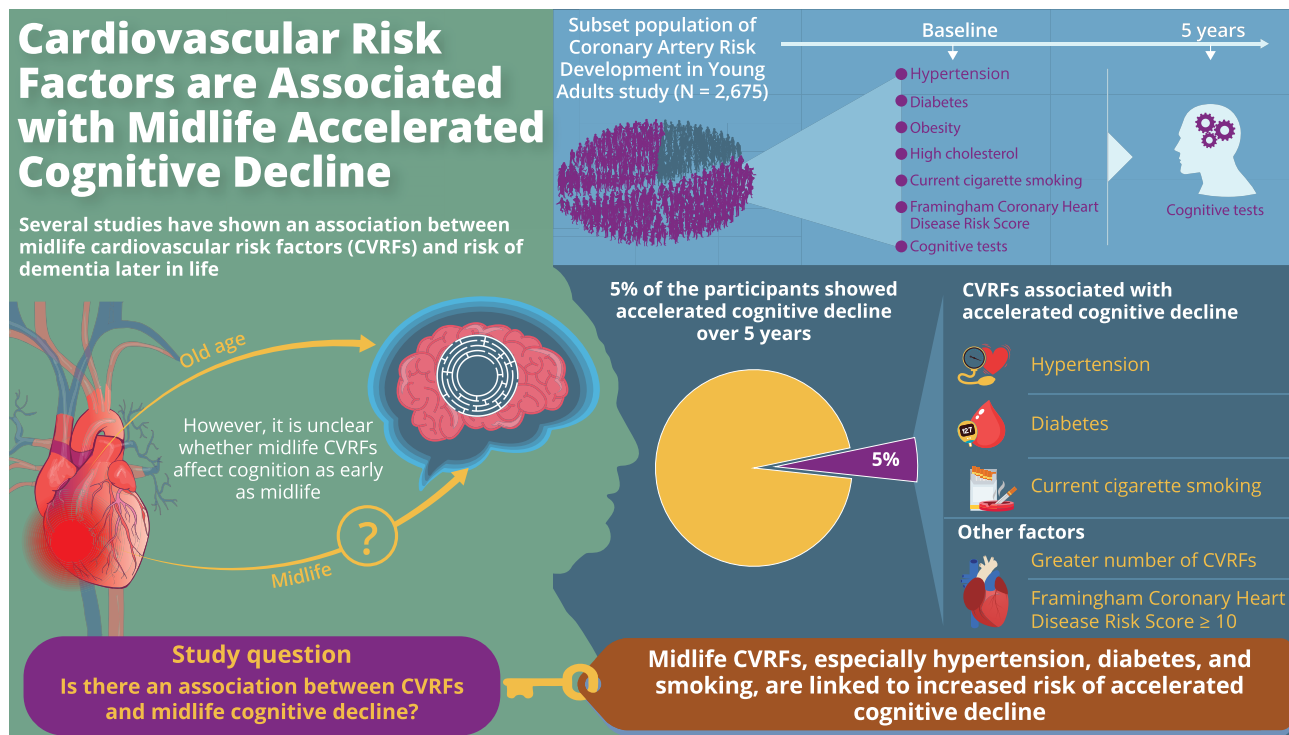 Cardiovascular Risk
Factors are Associated
with Midlife Accelerated
Cognitive Decline
Several studies have shown an association between
midlife cardiovascular risk factors (CVRFs) and risk of
dementia later in life
Old age
However, it is unclear
whether midlife CVRFs
affect cognition as early
as midlife
?
Midlife
Study question
Is there an association between CVRFs
and midlife cognitive decline?
Subset population of
Coronary Artery Risk
Development in Young
Adults study (N = 2,675)
Baseline
5 years
Hypertension
Diabetes
Obesity
High cholesterol
Current cigarette smoking
Framingham Coronary Heart
Disease Risk Score
Cognitive tests
Cognitive tests
5% of the participants showed
accelerated cognitive decline
over 5 years
5%
CVRFs associated with
accelerated cognitive decline
Hypertension
127
Diabetes
Current cigarette smoking
Other factors
Greater number of CVRFs
Framingham Coronary Heart
Disease Risk Score ≥ 10
Midlife CVRFs, especially hypertension, diabetes, and
smoking, are linked to increased risk of accelerated
cognitive decline